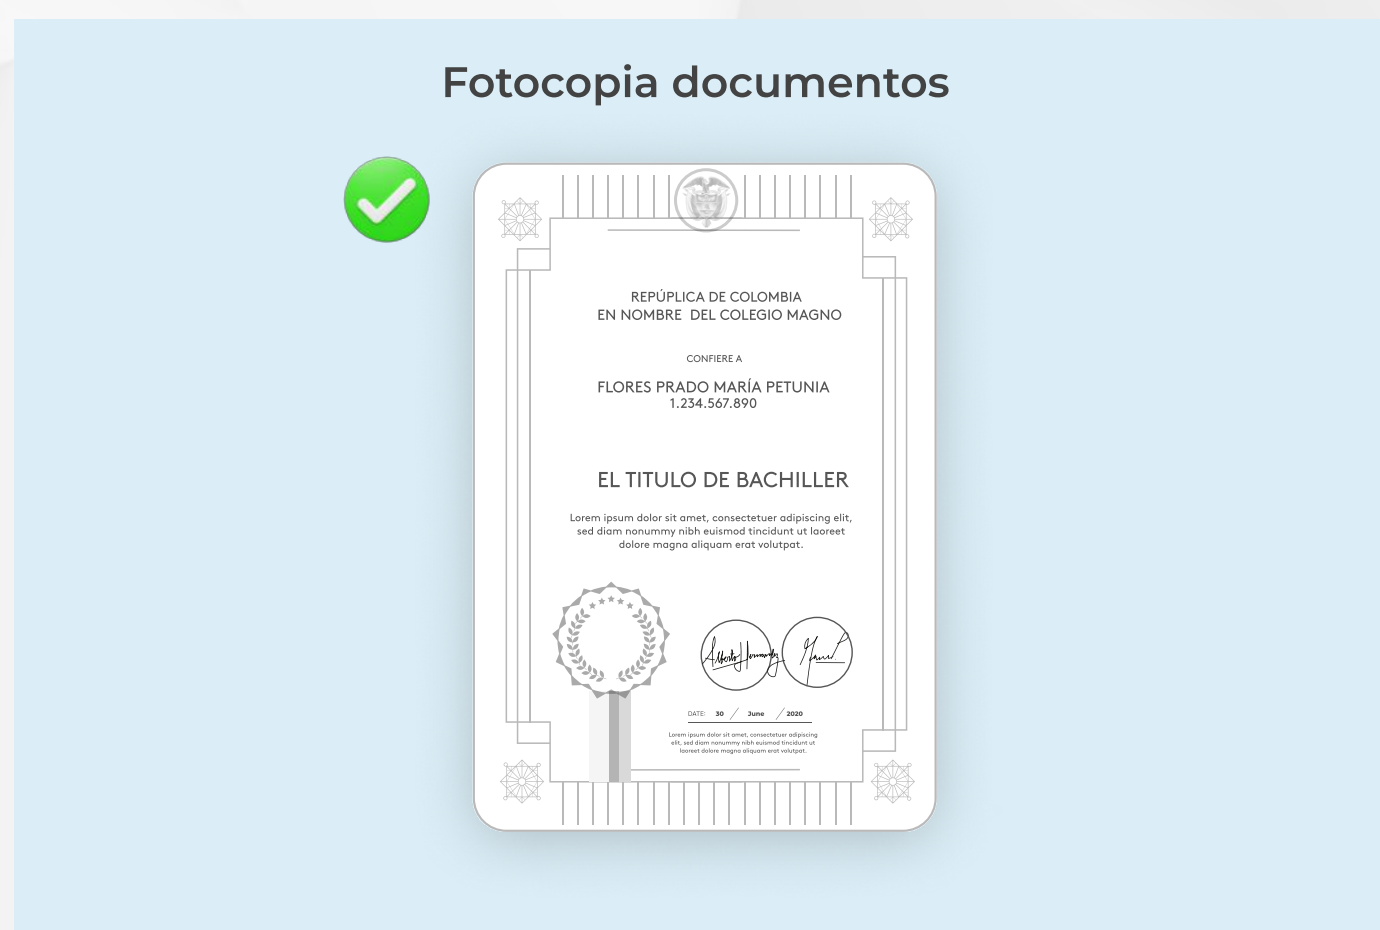 Fotocopia documentos
REPÚPLICA DE COLOMBIA
EN NOMBRE DEL COLEGIO MAGNO
CONFIERE A
FLORES PRADO MARÍA PETUNIA
1.234.567.890
EL TITULO DE BACHILLER
Lorem ipsum dolor sit amet, consectetuer adipiscing elit,
sed diam nonummy nibh euismod tincidunt ut laoreet
dolore magna aliquam erat volutpat.
Alberto Hernandez
DATE: 30 / June / 2020
Lorem ipsum dolor sit amet, consectetuer adipiscing
elit, sed diam nonummy nibh euismod tincidunt ut
laoreet dolore magna aliquam erat volutpat.